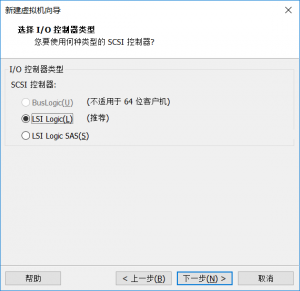 新建虚拟机向导
选择 I/O 控制器类型
您要使用何种类型的 SCSI 控制器?
I/O 控制器类型
SCSI 控制器:
BusLogic(U) (不适用于 64 位客户机)
LSI Logic(L) (推荐)
LSI Logic SAS(S)
帮助 < 上一步(B) 下一步(N) > 取消